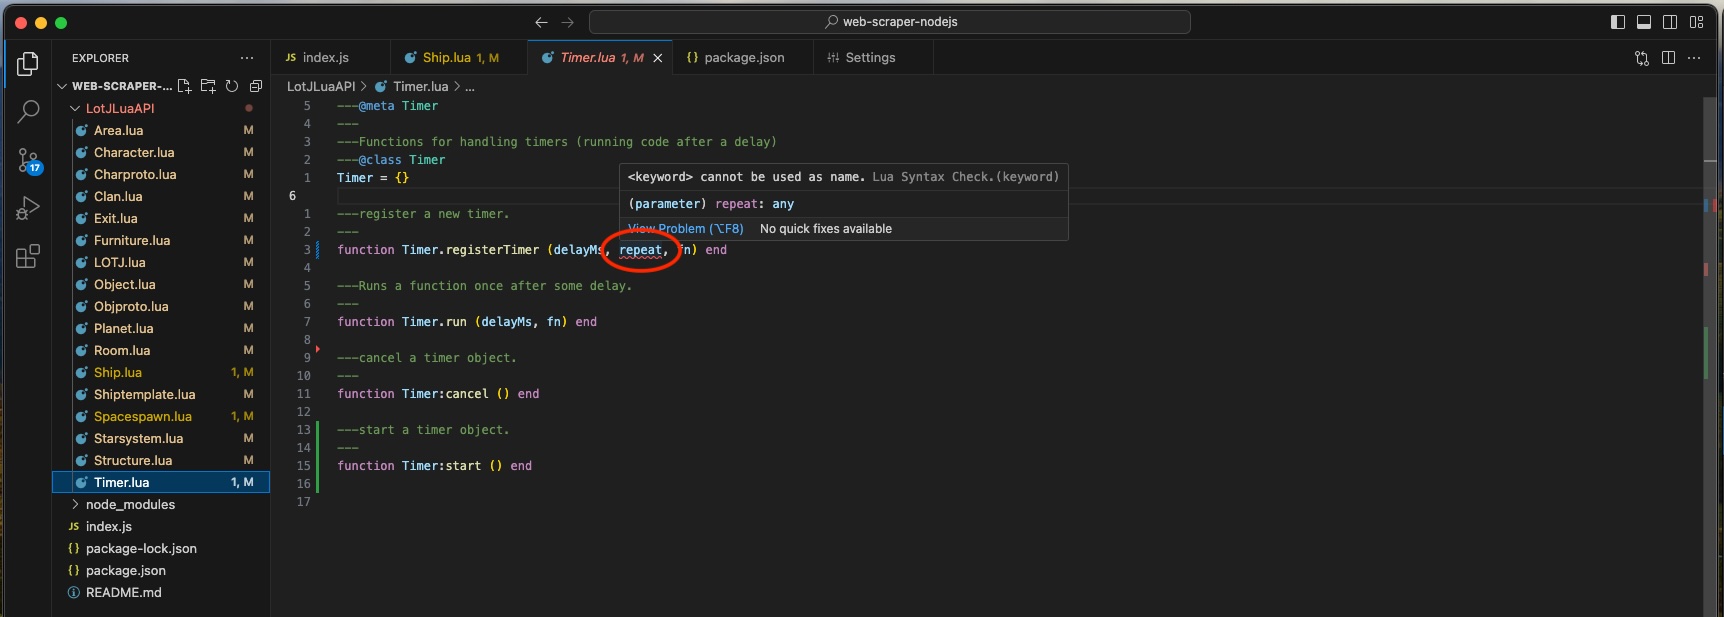 web-scraper-nodejs
EXPLORER
JS index.js
Ship.lua 1, M
Timer.lua 1, M
{} package.json
Settings
WEB-SCRAPER-...
LotJLuaAPI > Timer.lua > ...
LotJLuaAPI
Area.lua M
Character.lua M
Charproto.lua M
17
Clan.lua M
Exit.lua M
Furniture.lua M
LOTJ.lua M
Object.lua M
Objproto.lua M
Planet.lua M
Room.lua M
Ship.lua 1, M
Shiptemplate.lua M
Spacespawn.lua 1, M
Starsystem.lua M
Structure.lua M
Timer.lua 1, M
node_modules
JS index.js
{} package-lock.json
{} package.json
README.md
5 ---@meta Timer
4 ---
3 ---Functions for handling timers (running code after a delay)
2 ---@class Timer
1 Timer = {}
6
1 ---register a new timer.
2 ---
3 function Timer.registerTimer (delayMs, repeat, fn) end
4
5 ---Runs a function once after some delay.
6 ---
7 function Timer.run (delayMs, fn) end
8
9 ---cancel a timer object.
10 ---
11 function Timer:cancel () end
12
13 ---start a timer object.
14 ---
15 function Timer:start () end
16
17
<keyword> cannot be used as name. Lua Syntax Check.(keyword)
(parameter) repeat: any
View Problem (⌥F8) No quick fixes available